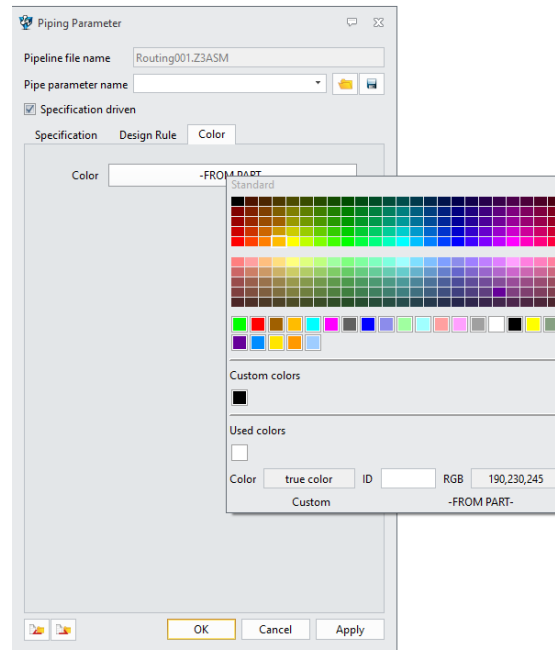 Piping Parameter
Pipeline file name Routing001.Z3ASM
Pipe parameter name
Specification driven
Specification Design Rule Color
Color -FROM PART
Standard
Custom colors
Used colors
Color true color ID RGB 190,230,245
Custom -FROM PART-
OK Cancel Apply